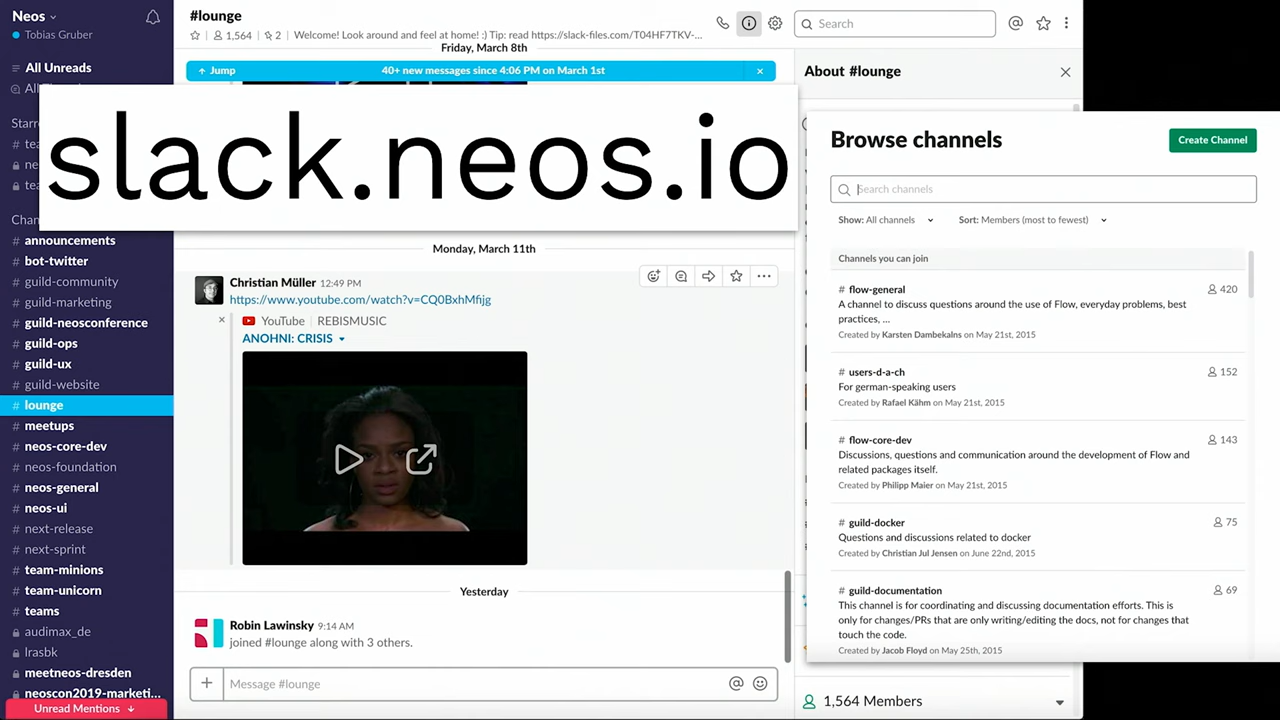 Neos
Tobias Gruber
All Unreads
Starre
Chann
announcements
bot-twitter
# guild-community
# guild-marketing
guild-neosconference
# guild-ops
# guild-ux
# guild-website
# lounge
# meetups
# neos-core-dev
# neos-foundation
# neos-general
# neos-ui
# next-release
# next-sprint
# team-minions
# team-unicorn
# teams
audimax_de
lrasbk
meetneos-dresden
neoscon2019-marketi...
Unread Mentions ↓
#lounge
1,564
2
Welcome! Look around and feel at home! :) Tip: read https://slack-files.com/T04HF7TKV-...
Search
Friday, March 8th
↑ Jump
40+ new messages since 4:06 PM on March 1st
×
slack.neos.io
Monday, March 11th
Christian Müller 12:49 PM
https://www.youtube.com/watch?v=CQ0BxhMfijg
YouTube | REBISMUSIC
ANOHNI: CRISIS
Yesterday
Robin Lawinsky 9:14 AM
joined #lounge along with 3 others.
+ Message #lounge
About #lounge
Browse channels
Create Channel
Search channels
Show: All channels
Sort: Members (most to fewest)
Channels you can join
# flow-general
420
A channel to discuss questions around the use of Flow, everyday problems, best
practices, ...
Created by Karsten Dambekalns on May 21st, 2015
# users-d-a-ch
152
For german-speaking users
Created by Rafael Kähm on May 21st, 2015
# flow-core-dev
143
Discussions, questions and communication around the development of Flow and
related packages itself.
Created by Philipp Maier on May 21st, 2015
# guild-docker
75
Questions and discussions related to docker
Created by Christian Jul Jensen on June 22nd, 2015
# guild-documentation
69
This channel is for coordinating and discussing documentation efforts. This is
only for changes/PRs that are only writing/editing the docs, not for changes that
touch the code.
Created by Jacob Floyd on May 25th, 2015
1,564 Members